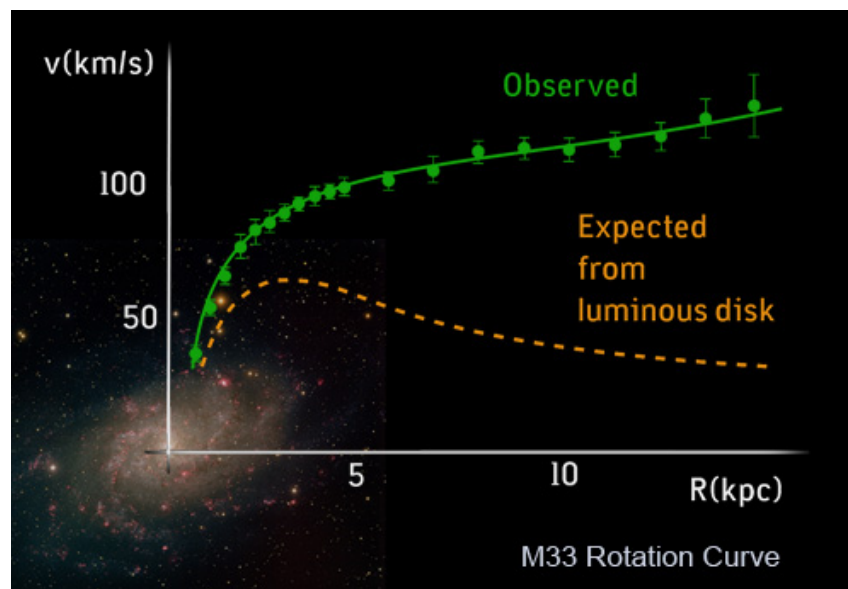 v(km/s)
Observed
100
Expected
from
luminous disk
50
5
10
R(kpc)
M33 Rotation Curve